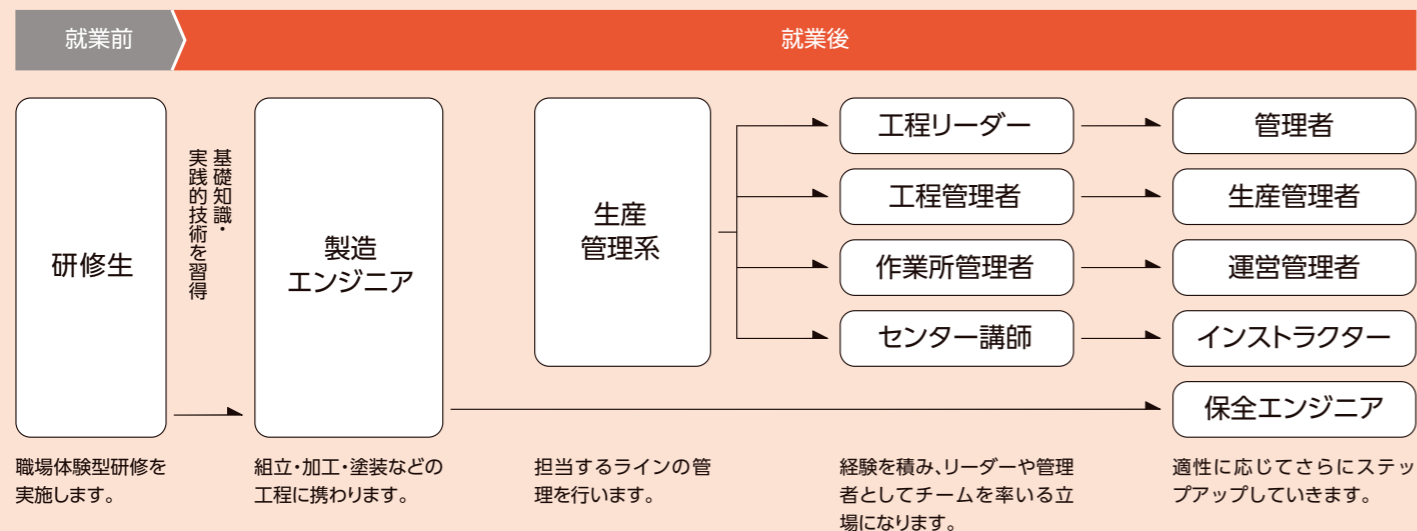 就業前
就業後
研修生
基礎知識・
実践的技術を習得
製造
エンジニア
生産
管理系
工程リーダー
工程管理者
作業所管理者
センター講師
管理者
生産管理者
運営管理者
インストラクター
保全エンジニア
職場体験型研修を
実施します。
組立・加工・塗装などの
工程に携わります。
担当するラインの管
理を行います。
経験を積み、リーダーや管理
者としてチームを率いる立
場になります。
適性に応じてさらにステッ
プアップしていきます。